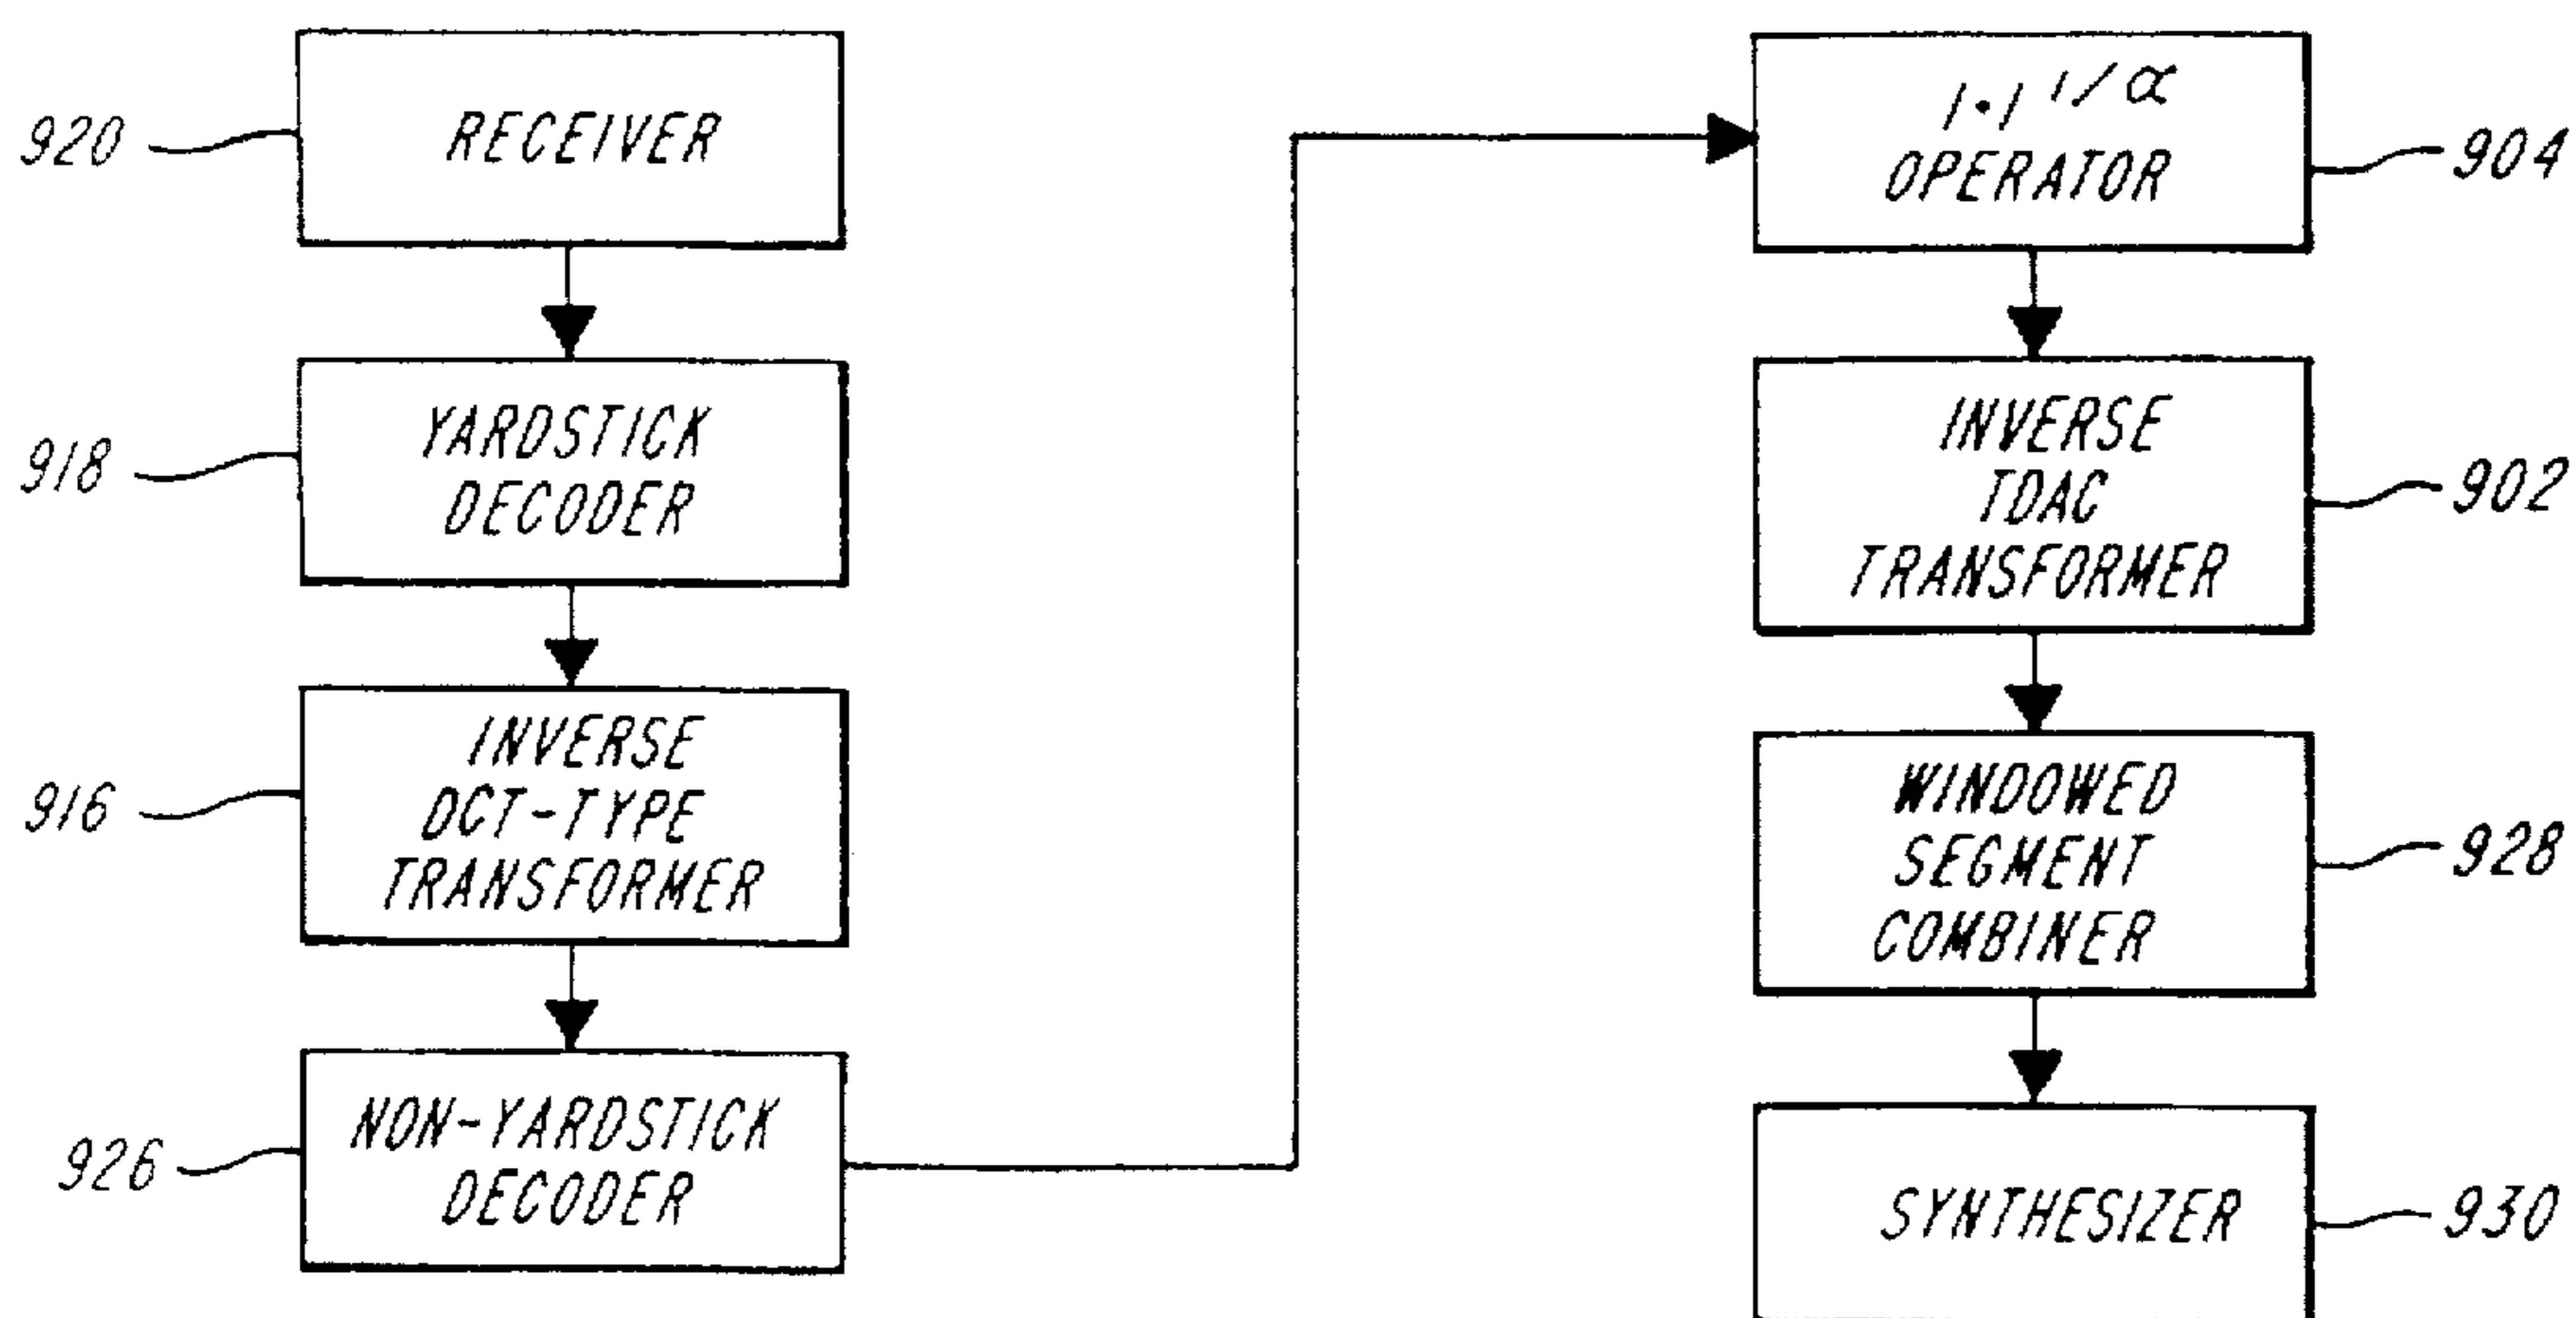 920
RECEIVER
918
YARDSTICK
DECODER
916
INVERSE
DCT-TYPE
TRANSFORMER
926
NON-YARDSTICK
DECODER
|·| 1/α
OPERATOR
904
INVERSE
TDAC
TRANSFORMER
902
WINDOWED
SEGMENT
COMBINER
928
SYNTHESIZER
930